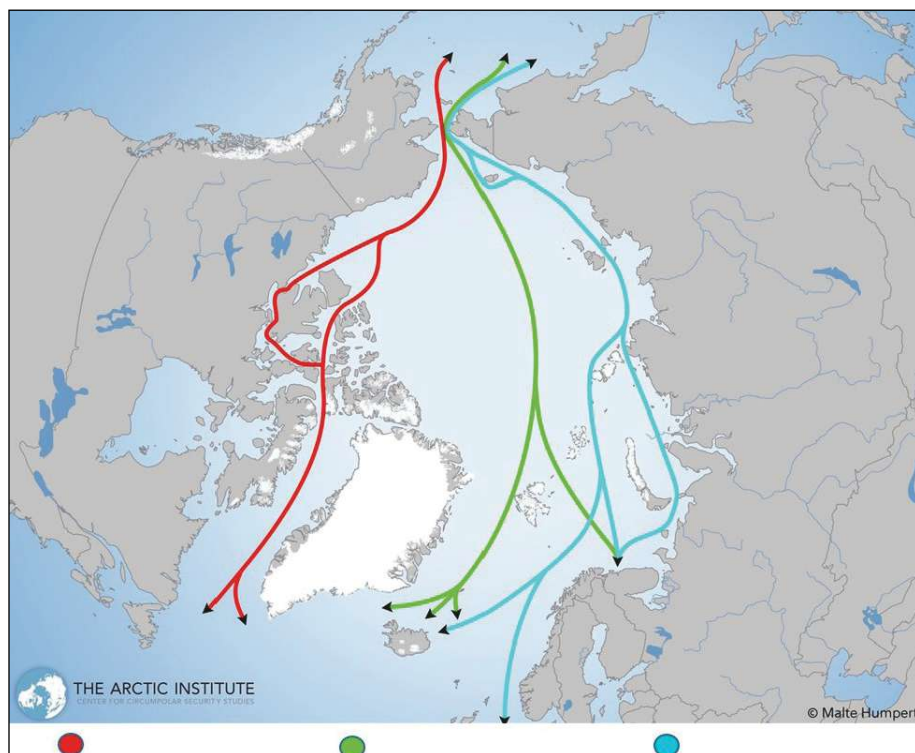 THE ARCTIC INSTITUTE
CENTER FOR CIRCUMPOLAR SECURITY STUDIES
© Malte Humpert